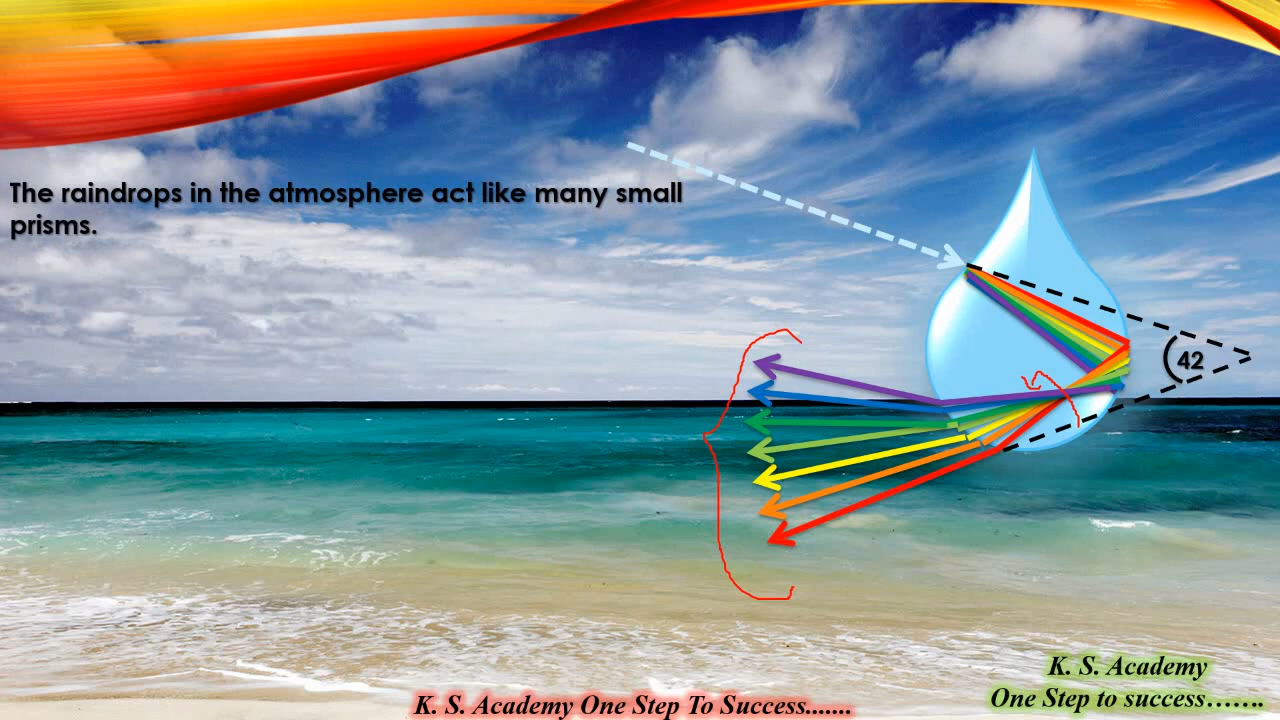 The raindrops in the atmosphere act like many small
prisms.
42
K. S. Academy
One Step to success…….
K. S. Academy One Step To Success.......